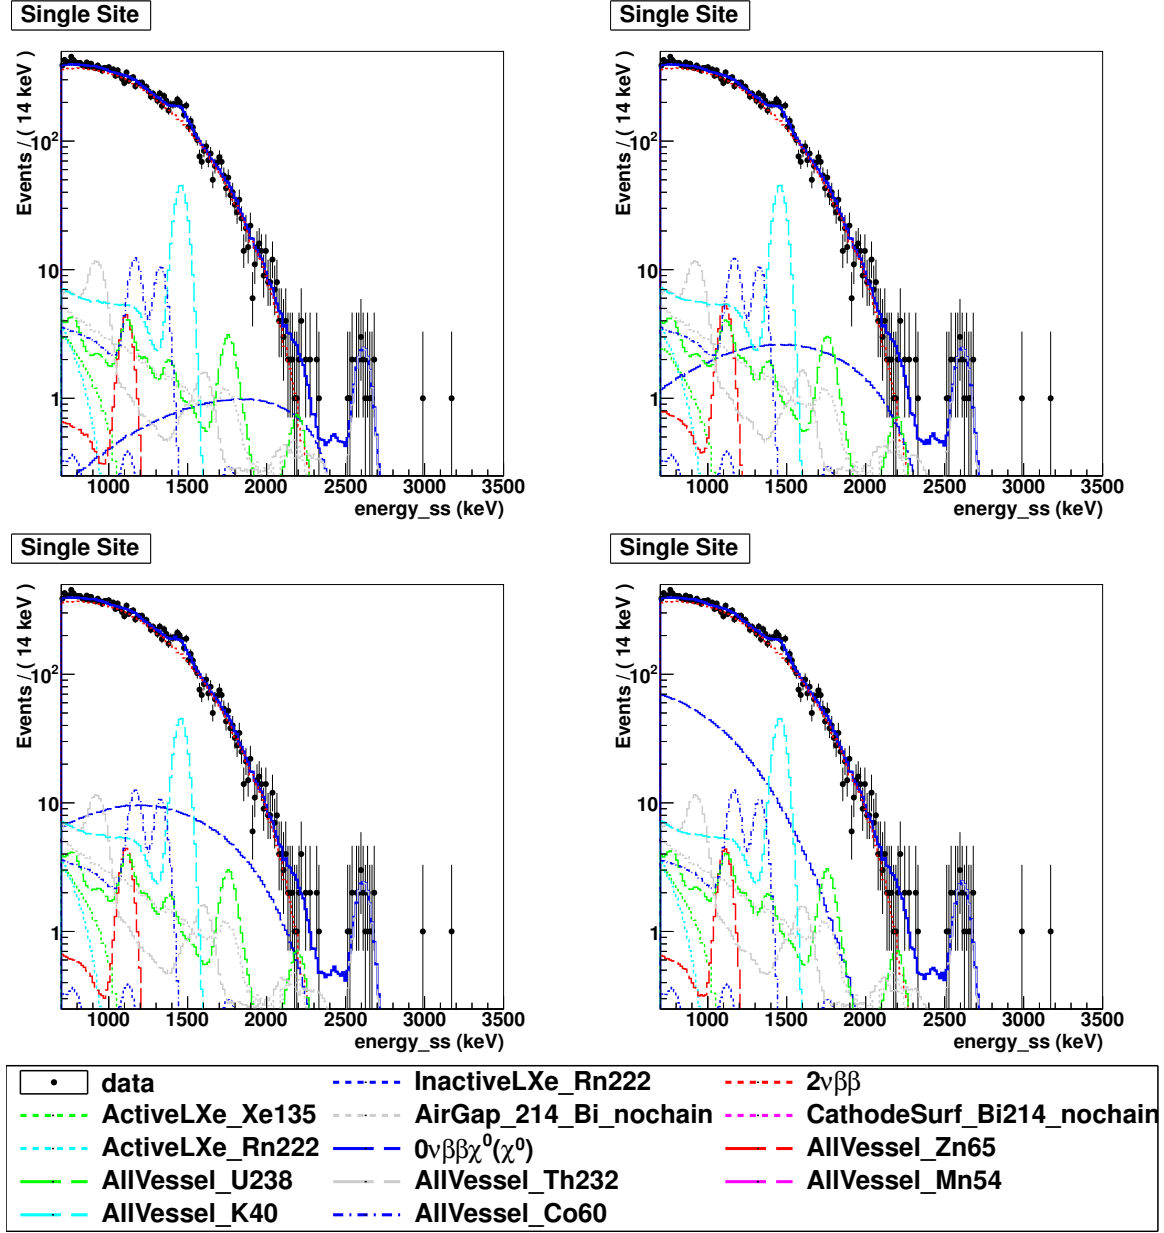 Single Site
Single Site
Events / ( 14 keV )
10²
10
1
1000 1500 2000 2500 3000 3500
energy_ss (keV)
Events / ( 14 keV )
10²
10
1
1000 1500 2000 2500 3000 3500
energy_ss (keV)
Single Site
Single Site
Events / ( 14 keV )
10²
10
1
1000 1500 2000 2500 3000 3500
energy_ss (keV)
Events / ( 14 keV )
10²
10
1
1000 1500 2000 2500 3000 3500
energy_ss (keV)
data InactiveLXe_Rn222 2νββ
ActiveLXe_Xe135 AirGap_214_Bi_nochain CathodeSurf_Bi214_nochain
ActiveLXe_Rn222 0νββχ⁰(χ⁰) AllVessel_Zn65
AllVessel_U238 AllVessel_Th232 AllVessel_Mn54
AllVessel_K40 AllVessel_Co60